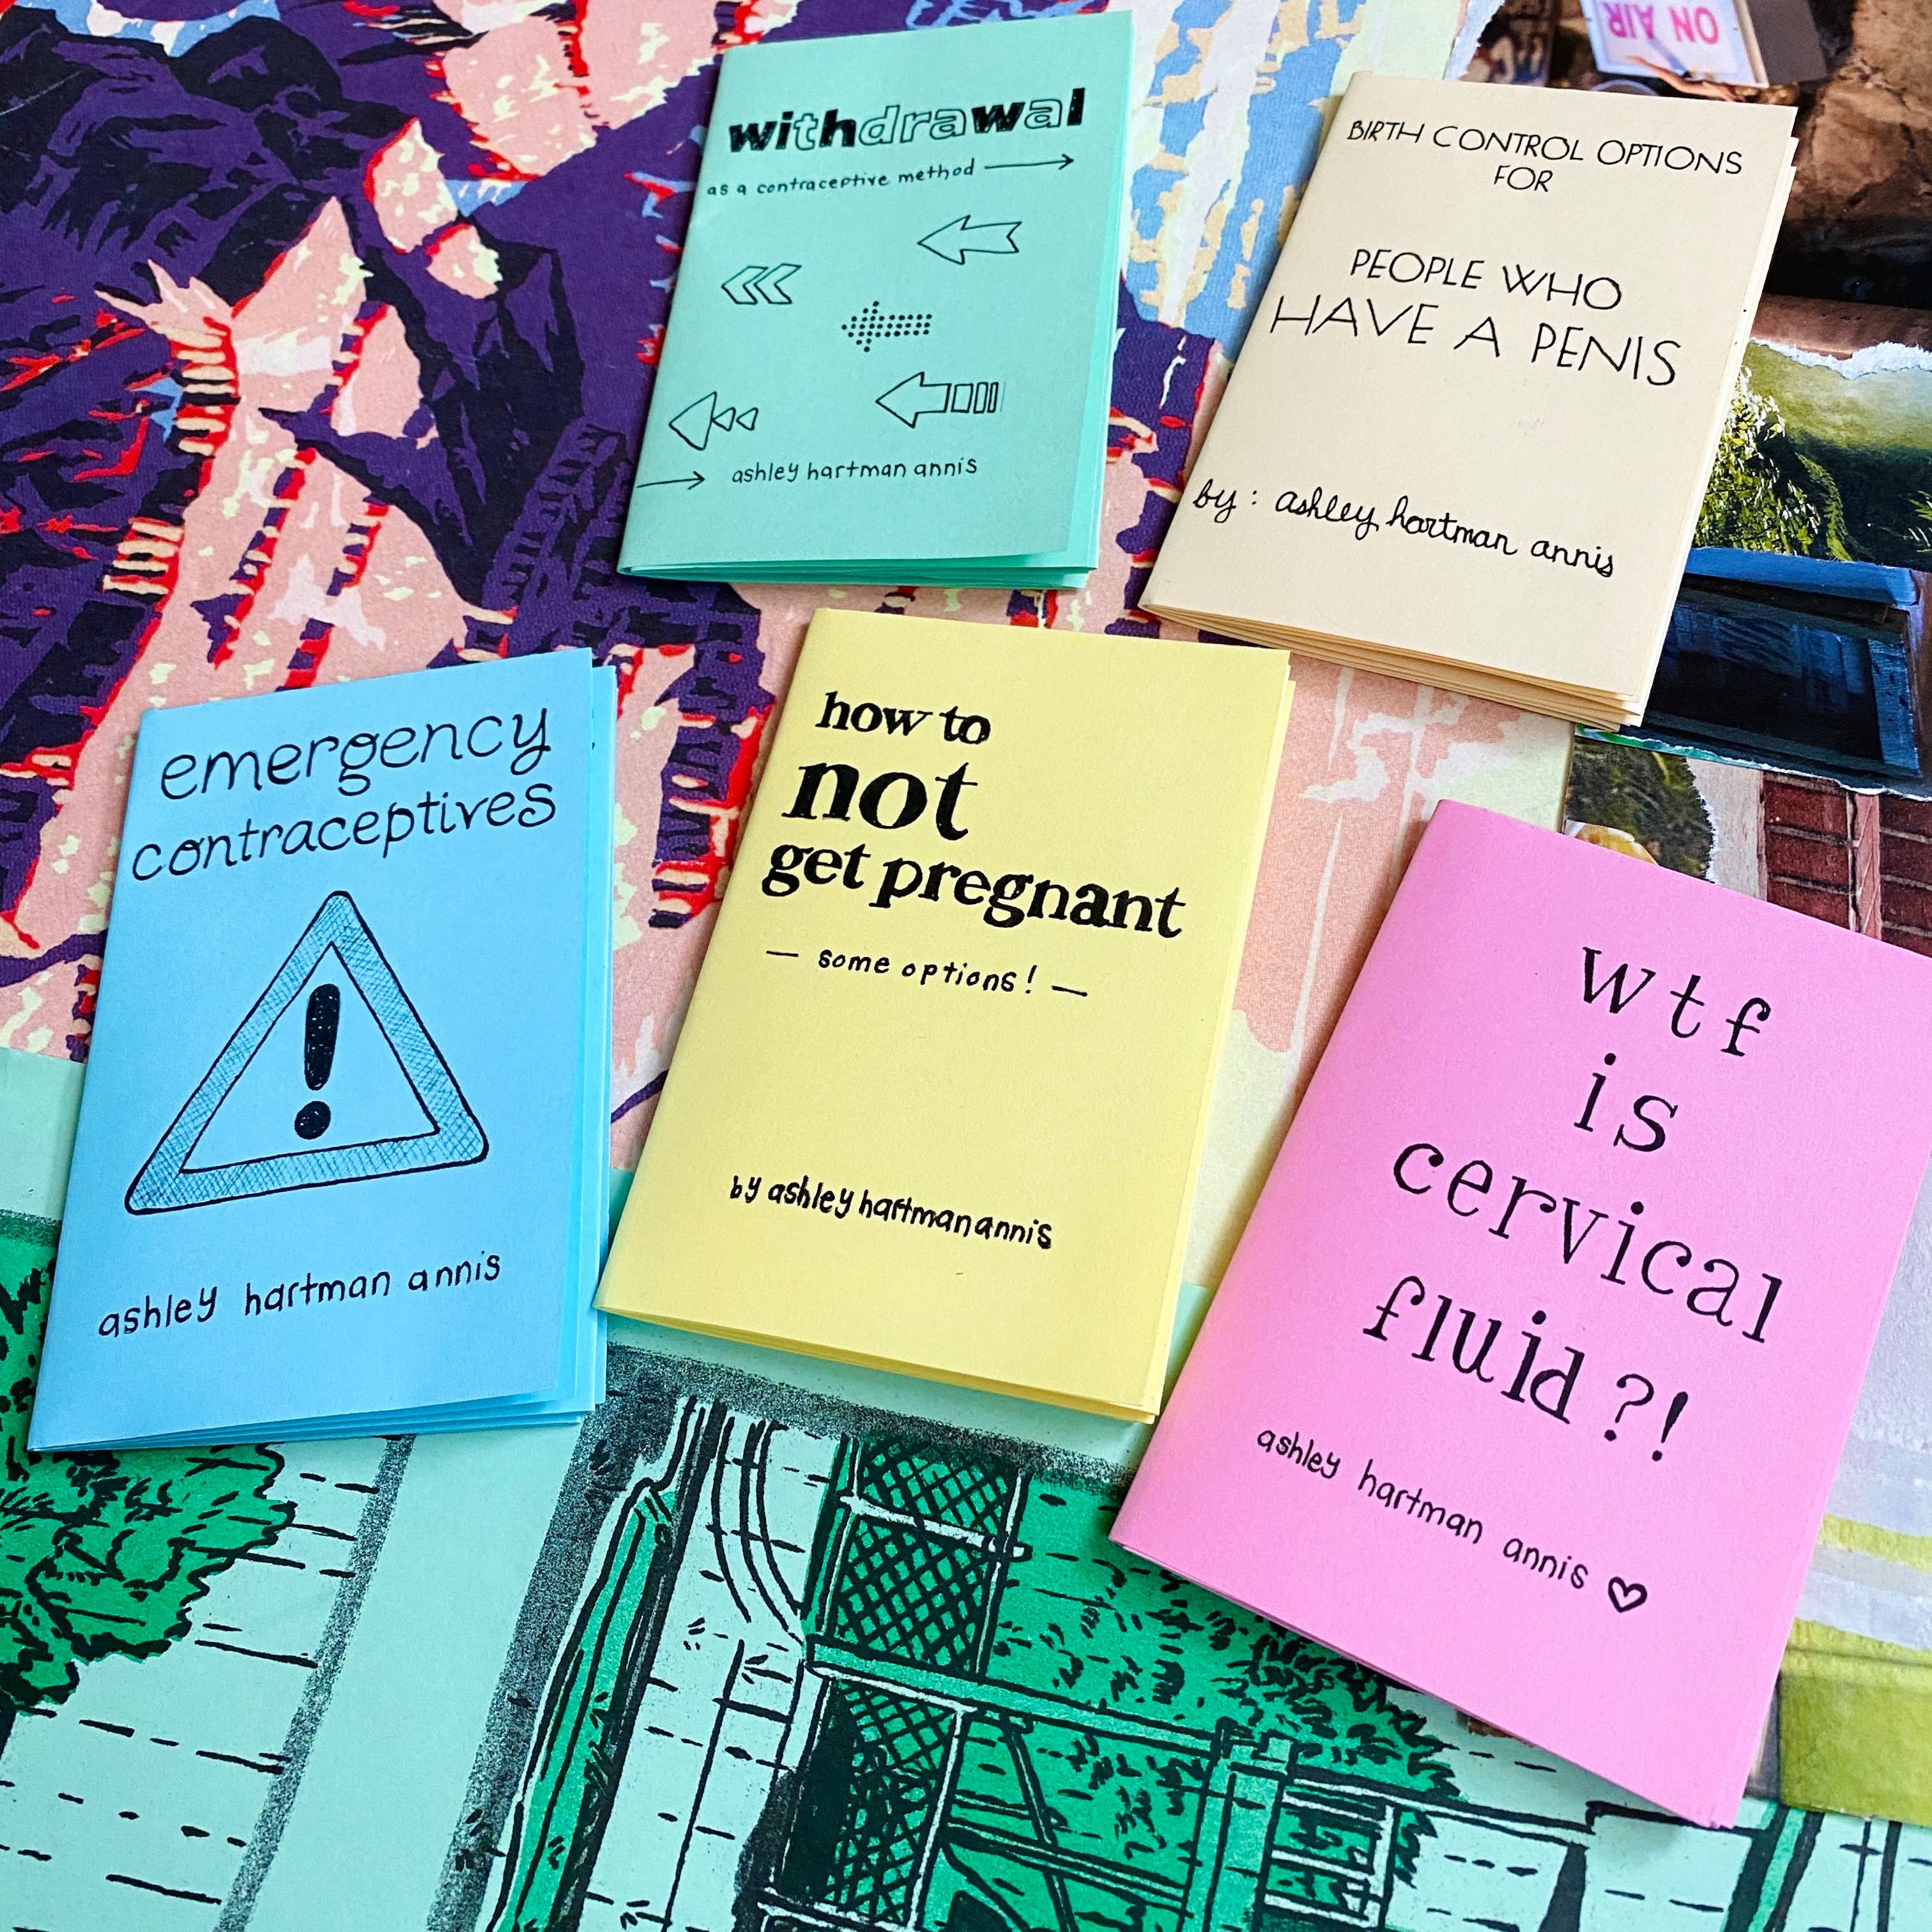 withdrawal
as a contraceptive method
ashley hartman annis
BIRTH CONTROL OPTIONS
FOR
PEOPLE WHO
HAVE A PENIS
by: ashley hartman annis
ON AIR
emergency
contraceptives
!
ashley hartman annis
how to
not
get pregnant
— some options! —
by ashley hartman annis
wtf
is
cervical
fluid?!
ashley hartman annis ♡